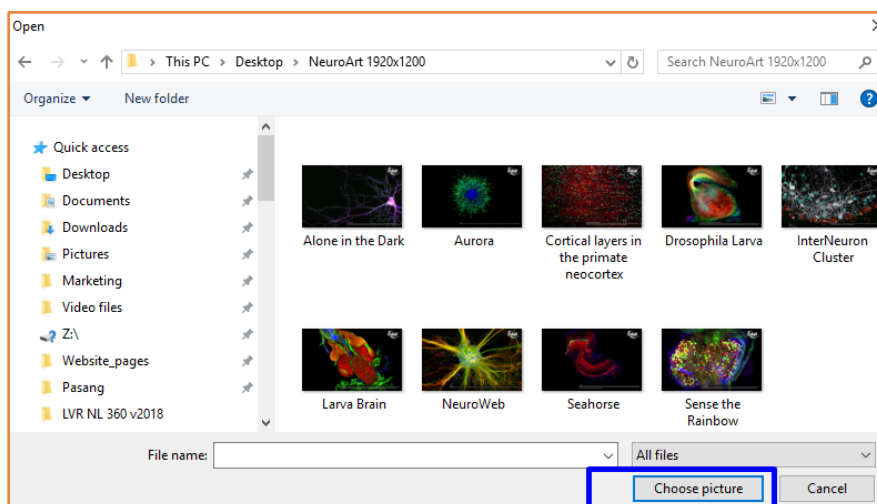 Open
This PC > Desktop > NeuroArt 1920x1200
Search NeuroArt 1920x1200
Organize
New folder
Quick access
Desktop
Documents
Downloads
Pictures
Marketing
Video files
Z:\
Website_pages
Pasang
LVR NL 360 v2018
Alone in the Dark
Aurora
Cortical layers in
the primate
neocortex
Drosophila Larva
InterNeuron
Cluster
Larva Brain
NeuroWeb
Seahorse
Sense the
Rainbow
File name:
All files
Choose picture
Cancel